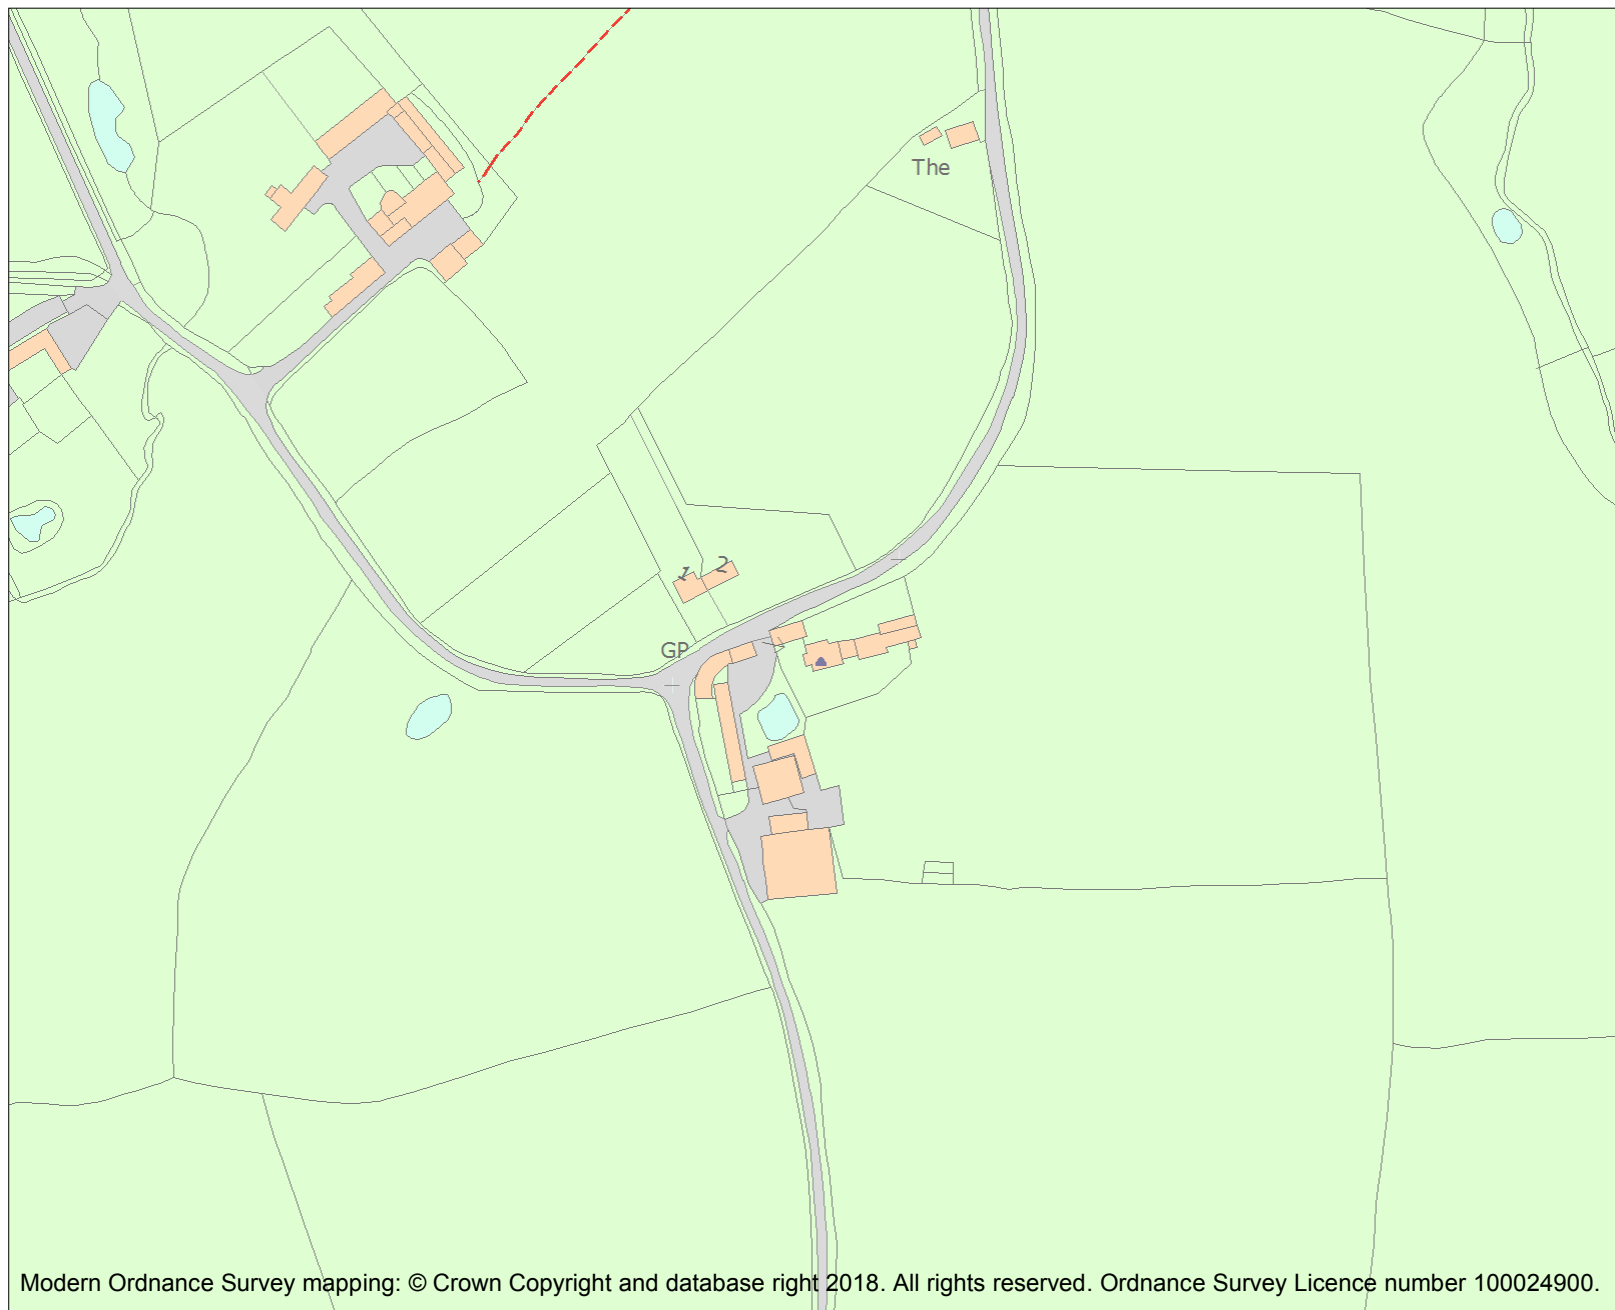 The
1 2
GP
Modern Ordnance Survey mapping: © Crown Copyright and database right 2018. All rights reserved. Ordnance Survey Licence number 100024900.